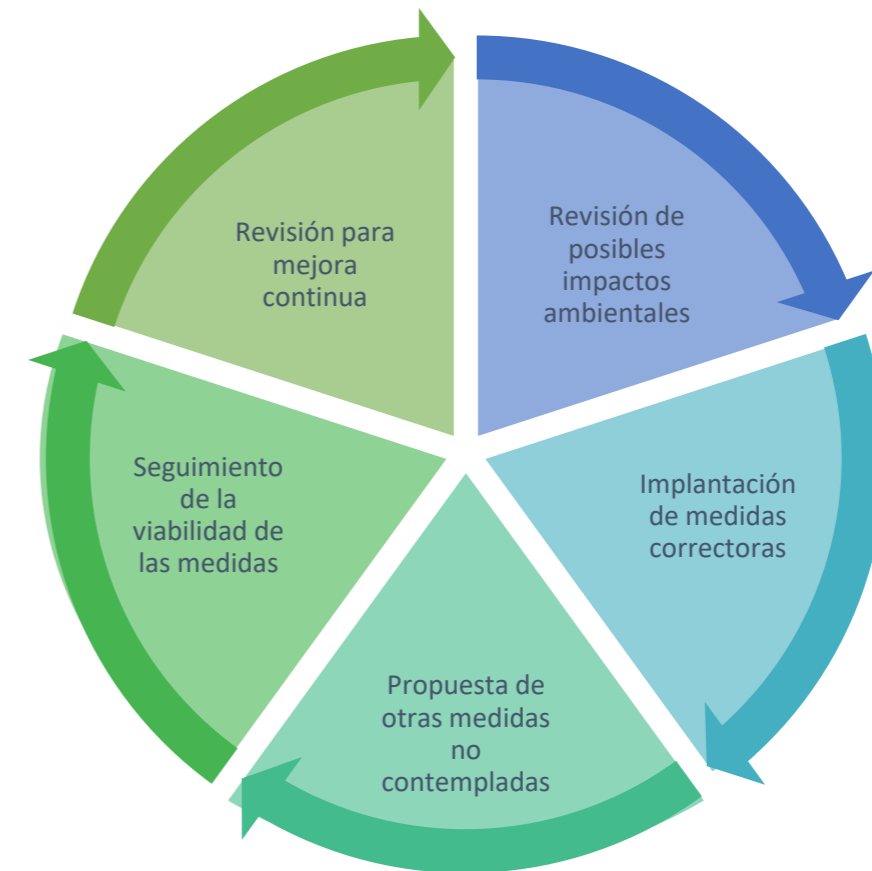 Revisión de
posibles
impactos
ambientales
Implantación
de medidas
correctoras
Propuesta de
otras medidas
no
contempladas
Seguimiento
de la
viabilidad de
las medidas
Revisión para
mejora
continua